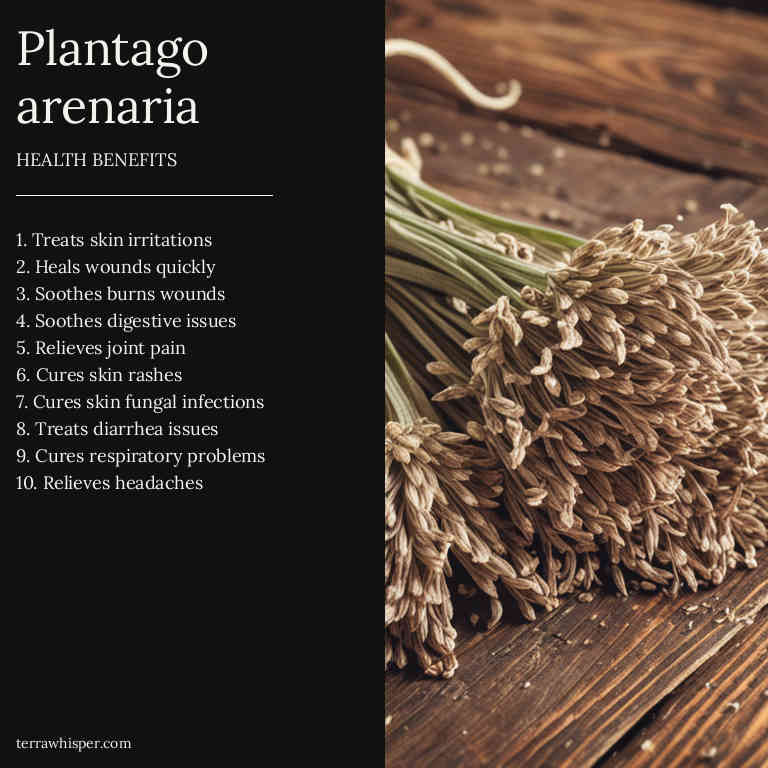 Plantago
arenaria
HEALTH BENEFITS
1. Treats skin irritations
2. Heals wounds quickly
3. Soothes burns wounds
4. Soothes digestive issues
5. Relieves joint pain
6. Cures skin rashes
7. Cures skin fungal infections
8. Treats diarrhea issues
9. Cures respiratory problems
10. Relieves headaches
terrawhisper.com